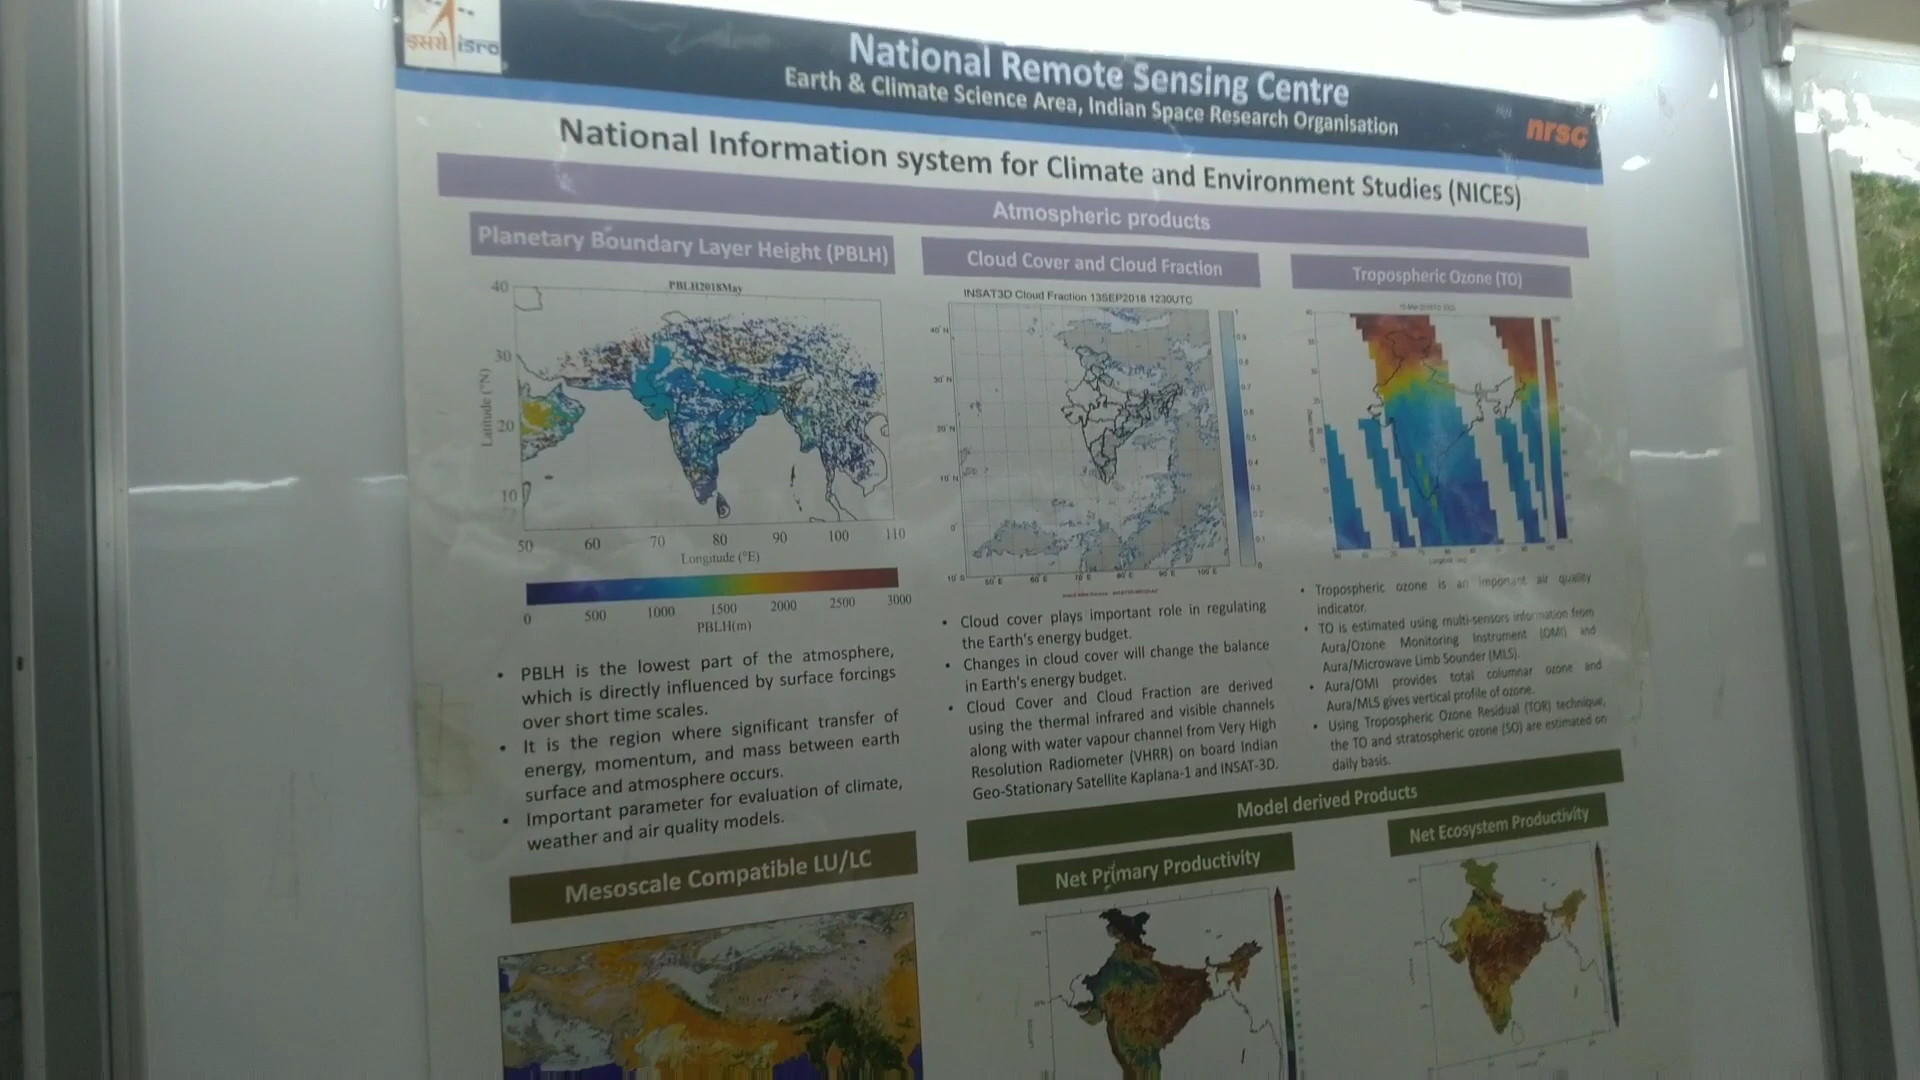 इसरो isro
National Remote Sensing Centre
Earth & Climate Science Area, Indian Space Research Organisation
nrsc
National Information system for Climate and Environment Studies (NICES)
Atmospheric products
Planetary Boundary Layer Height (PBLH)
PBLH2018May
40
30
20
10
Latitude (°N)
50 60 70 80 90 100 110
Longitude (°E)
0 500 1000 1500 2000 2500 3000
PBLH(m)
• PBLH is the lowest part of the atmosphere,
which is directly influenced by surface forcings
over short time scales.
• It is the region where significant transfer of
energy, momentum, and mass between earth
surface and atmosphere occurs.
• Important parameter for evaluation of climate,
weather and air quality models.
Cloud Cover and Cloud Fraction
INSAT3D Cloud Fraction 13SEP2018 1230UTC
• Cloud cover plays important role in regulating
the Earth's energy budget.
• Changes in cloud cover will change the balance
in Earth's energy budget.
• Cloud Cover and Cloud Fraction are derived
using the thermal infrared and visible channels
along with water vapour channel from Very High
Resolution Radiometer (VHRR) on board Indian
Geo-Stationary Satellite Kaplana-1 and INSAT-3D.
Tropospheric Ozone (TO)
• Tropospheric ozone is an important air quality
indicator.
• TO is estimated using multi-sensors information from
Aura/Ozone Monitoring Instrument (OMI) and
Aura/Microwave Limb Sounder (MLS).
• Aura/OMI provides total columnar ozone and
Aura/MLS gives vertical profile of ozone.
• Using Tropospheric Ozone Residual (TOR) technique,
the TO and stratospheric ozone (SO) are estimated on
daily basis.
Mesoscale Compatible LU/LC
Model derived Products
Net Primary Productivity
Net Ecosystem Productivity